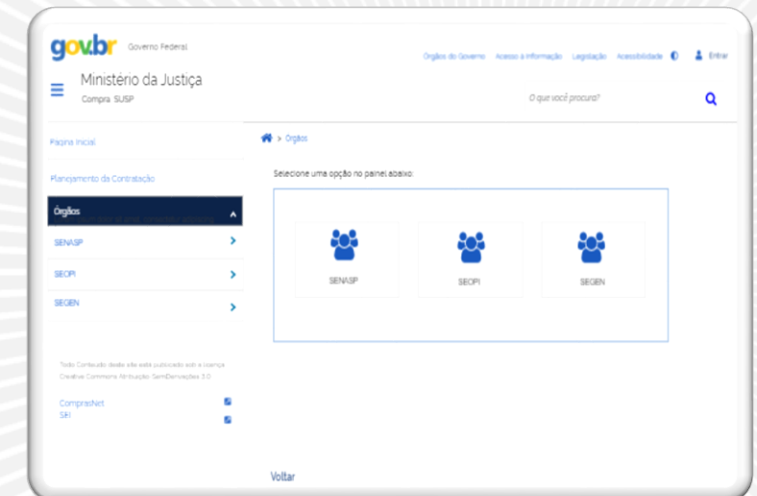 gov.br Governo Federal
Órgãos do Governo Acesso à Informação Legislação Acessibilidade Entrar
Ministério da Justiça
Compra SUSP
O que você procura?
Página Inicial
> Órgãos
Planejamento da Contratação
Selecione uma opção no painel abaixo:
Órgãos
SENASP
SEOPI
SEGEN
SENASP
SEOPI
SEGEN
Todo Conteúdo deste site está publicado sob a licença
Creative Commons Atribuição SemDerivações 3.0
ComprasNet
SEI
Voltar